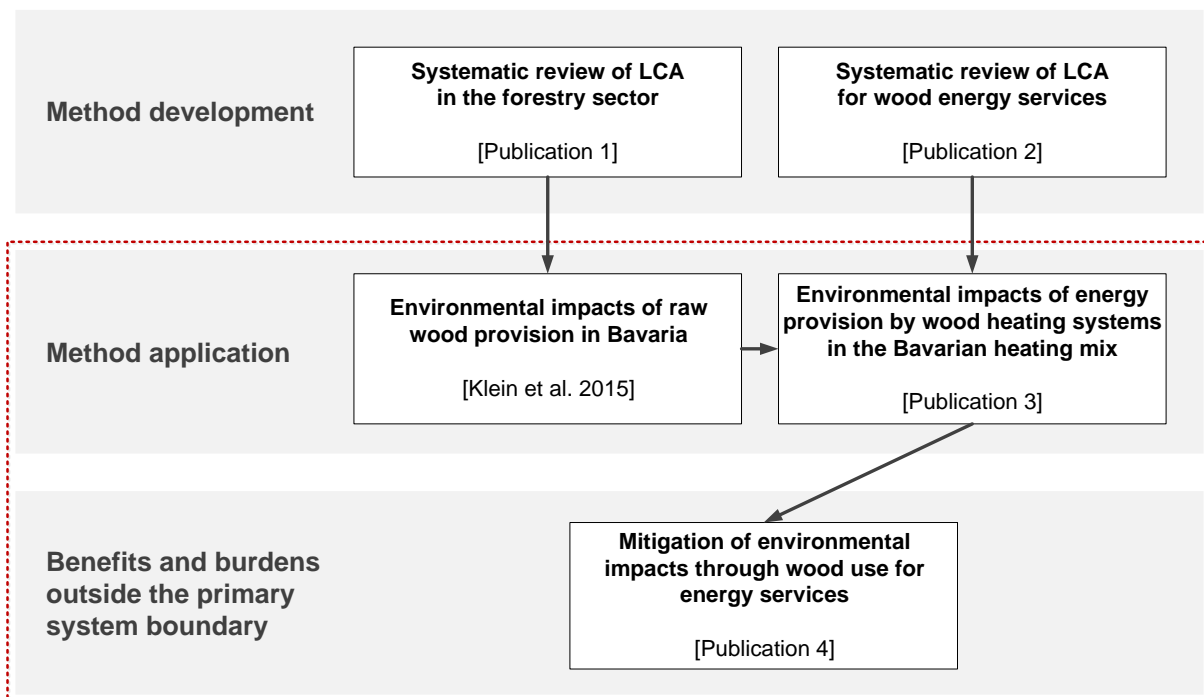 Method development
Systematic review of LCA
in the forestry sector
[Publication 1]
Systematic review of LCA
for wood energy services
[Publication 2]
Method application
Environmental impacts of raw
wood provision in Bavaria
[Klein et al. 2015]
Environmental impacts of energy
provision by wood heating systems
in the Bavarian heating mix
[Publication 3]
Benefits and burdens
outside the primary
system boundary
Mitigation of environmental
impacts through wood use for
energy services
[Publication 4]